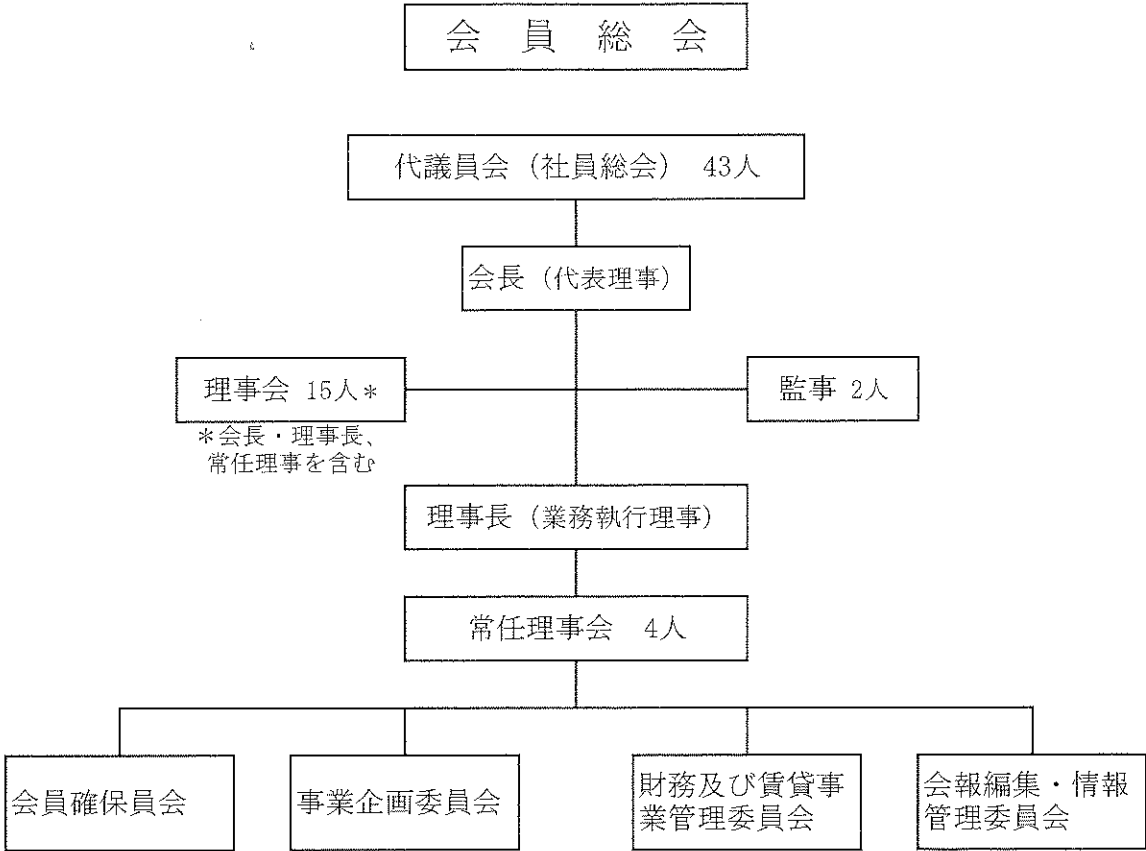 会員総会
代議員会（社員総会） 43人
会長（代表理事）
理事会 15人＊
監事 2人
＊会長・理事長、
常任理事を含む
理事長（業務執行理事）
常任理事会 4人
会員確保員会
事業企画委員会
財務及び賃貸事
業管理委員会
会報編集・情報
管理委員会